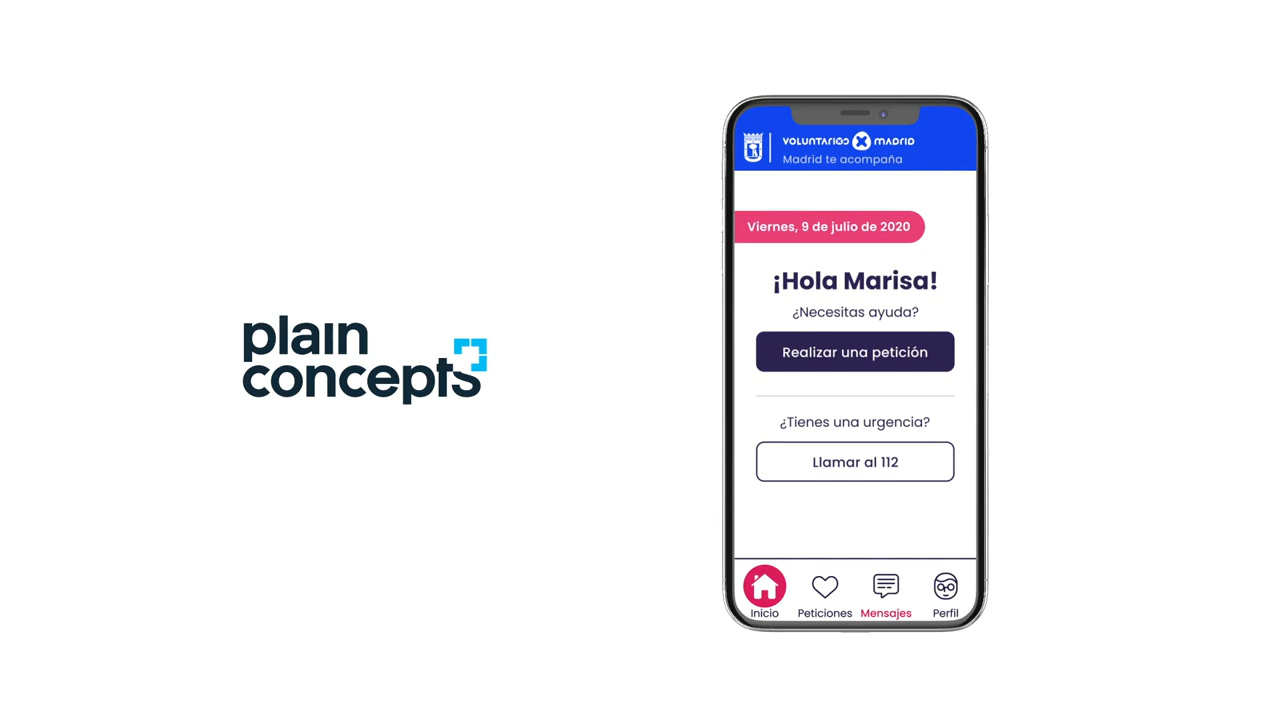 plain
concepts
VOLUNTARIOS X MADRID
Madrid te acompaña
Viernes, 9 de julio de 2020
¡Hola Marisa!
¿Necesitas ayuda?
Realizar una petición
¿Tienes una urgencia?
Llamar al 112
Inicio Peticiones Mensajes Perfil